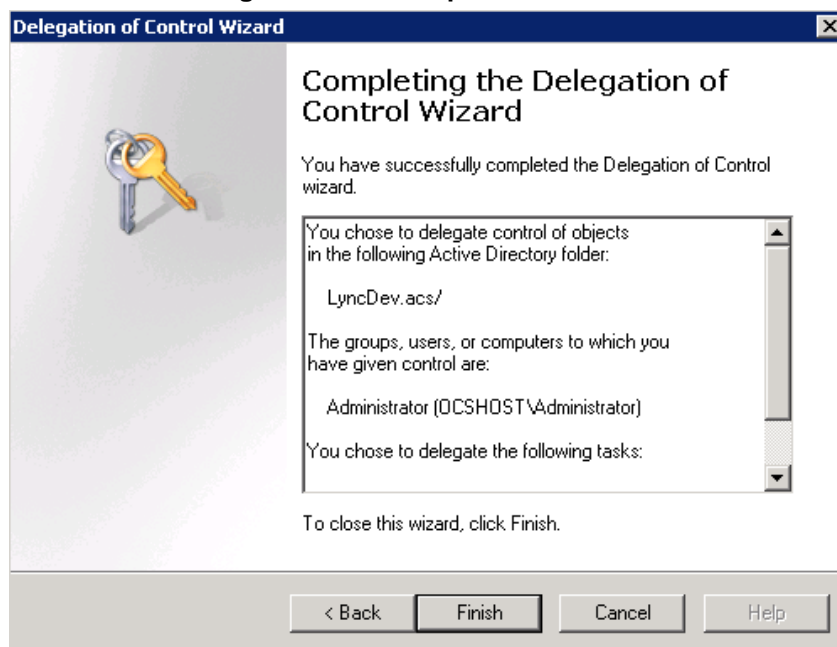 Delegation of Control Wizard
Completing the Delegation of
Control Wizard
You have successfully completed the Delegation of Control
wizard.
You chose to delegate control of objects
in the following Active Directory folder:
LyncDev.acs/
The groups, users, or computers to which you
have given control are:
Administrator (OCSHOST\Administrator)
You chose to delegate the following tasks:
To close this wizard, click Finish.
< Back
Finish
Cancel
Help